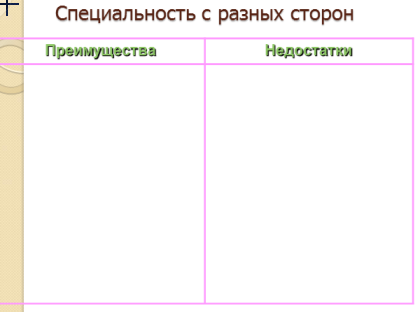 Специальность с разных сторон
Преимущества
Недостатки